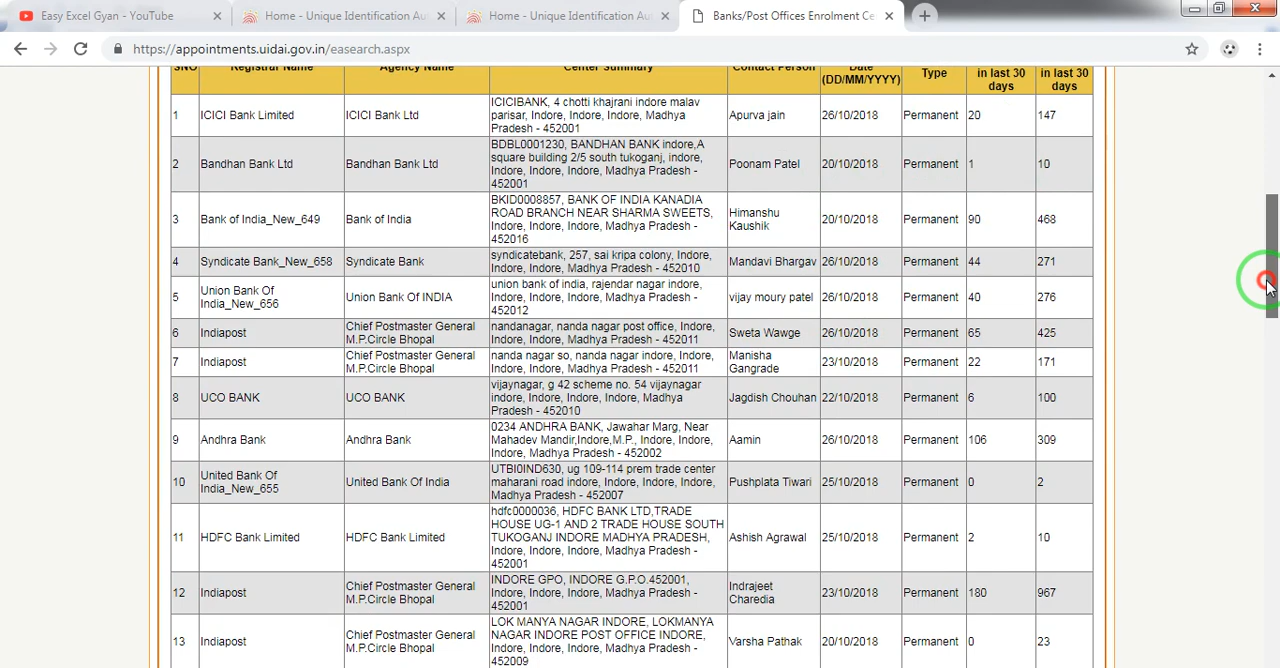 Easy Excel Gyan - YouTube
Home - Unique Identification Au
Home - Unique Identification Au
Banks/Post Offices Enrolment Ce
https://appointments.uidai.gov.in/easearch.aspx
SNO Registrar Name Agency Name Center Summary Contact Person Date (DD/MM/YYYY) Type in last 30 days in last 30 days
1 ICICI Bank Limited ICICI Bank Ltd ICICIBANK, 4 chotti khajrani indore malav
parisar, Indore, Indore, Indore, Madhya
Pradesh - 452001
Apurva jain 26/10/2018 Permanent 20 147
2 Bandhan Bank Ltd Bandhan Bank Ltd BDBL0001230, BANDHAN BANK indore,A
square building 2/5 south tukoganj, indore,
Indore, Indore, Indore, Madhya Pradesh -
452001
Poonam Patel 20/10/2018 Permanent 1 10
3 Bank of India_New_649 Bank of India BKID0008857, BANK OF INDIA KANADIA
ROAD BRANCH NEAR SHARMA SWEETS,
Indore, Indore, Indore, Madhya Pradesh -
452016
Himanshu
Kaushik
20/10/2018 Permanent 90 468
4 Syndicate Bank_New_658 Syndicate Bank syndicatebank, 257, sai kripa colony, Indore,
Indore, Indore, Madhya Pradesh - 452010
Mandavi Bhargav 26/10/2018 Permanent 44 271
5 Union Bank Of
India_New_656
Union Bank Of INDIA union bank of india, rajendar nagar indore,
Indore, Indore, Indore, Madhya Pradesh -
452012
vijay moury patel 26/10/2018 Permanent 40 276
6 Indiapost Chief Postmaster General
M.P.Circle Bhopal
nandanagar, nanda nagar post office, Indore,
Indore, Indore, Madhya Pradesh - 452011
Sweta Wawge 26/10/2018 Permanent 65 425
7 Indiapost Chief Postmaster General
M.P.Circle Bhopal
nanda nagar so, nanda nagar indore, Indore,
Indore, Indore, Madhya Pradesh - 452011
Manisha
Gangrade
23/10/2018 Permanent 22 171
8 UCO BANK UCO BANK vijaynagar, g 42 scheme no. 54 vijaynagar
indore, Indore, Indore, Indore, Madhya
Pradesh - 452010
Jagdish Chouhan 22/10/2018 Permanent 6 100
9 Andhra Bank Andhra Bank 0234 ANDHRA BANK, Jawahar Marg, Near
Mahadev Mandir,Indore,M.P., Indore, Indore,
Indore, Madhya Pradesh - 452002
Aamin 26/10/2018 Permanent 106 309
10 United Bank Of
India_New_655
United Bank Of India UTBI0IND630, ug 109-114 prem trade center
maharani road indore, Indore, Indore, Indore,
Madhya Pradesh - 452007
Pushplata Tiwari 25/10/2018 Permanent 0 2
11 HDFC Bank Limited HDFC Bank Limited hdfc0000036, HDFC BANK LTD,TRADE
HOUSE UG-1 AND 2 TRADE HOUSE SOUTH
TUKOGANJ INDORE MADHYA PRADESH,
Indore, Indore, Indore, Madhya Pradesh -
452001
Ashish Agrawal 25/10/2018 Permanent 2 10
12 Indiapost Chief Postmaster General
M.P.Circle Bhopal
INDORE GPO, INDORE G.P.O.452001,
Indore, Indore, Indore, Madhya Pradesh -
452001
Indrajeet
Charedia
23/10/2018 Permanent 180 967
13 Indiapost Chief Postmaster General
M.P.Circle Bhopal
LOK MANYA NAGAR INDORE, LOKMANYA
NAGAR INDORE POST OFFICE INDORE,
Indore, Indore, Indore, Madhya Pradesh -
452009
Varsha Pathak 20/10/2018 Permanent 0 23